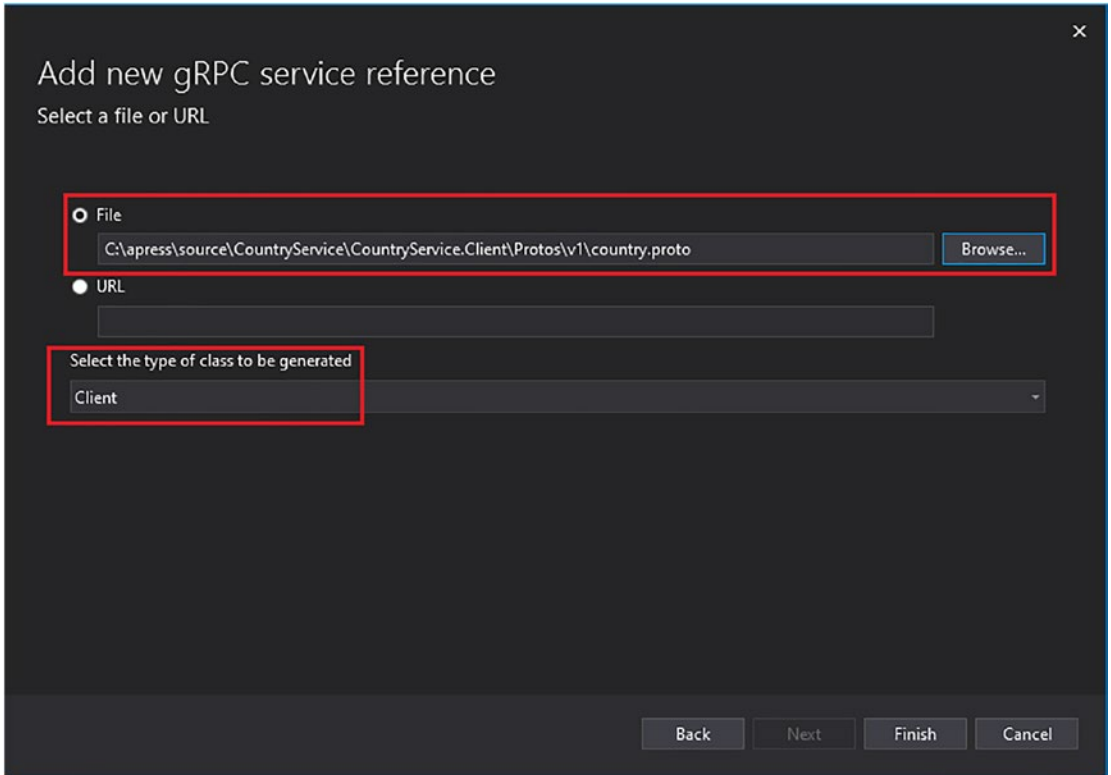 Add new gRPC service reference
Select a file or URL
File
C:\apress\source\CountryService\CountryService.Client\Protos\v1\country.proto
Browse...
URL
Select the type of class to be generated
Client
Back
Next
Finish
Cancel